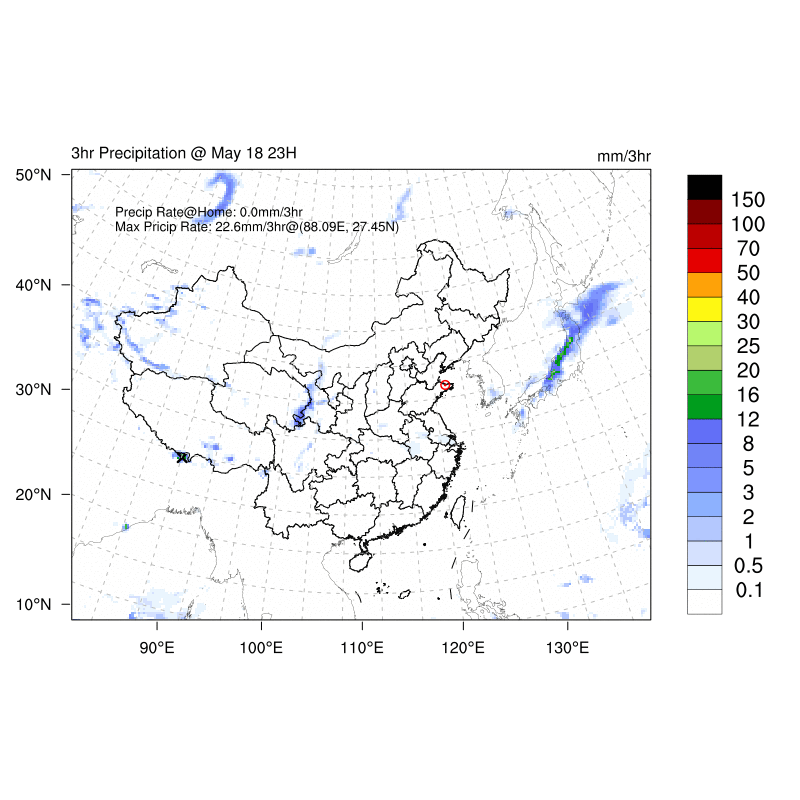 3hr Precipitation @ May 18 23H
mm/3hr
Precip Rate@Home: 0.0mm/3hr
Max Pricip Rate: 22.6mm/3hr@(88.09E, 27.45N)
50°N
40°N
30°N
20°N
10°N
90°E
100°E
110°E
120°E
130°E
150
100
70
50
40
30
25
20
16
12
8
5
3
2
1
0.5
0.1